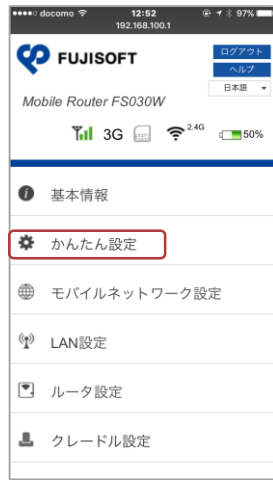 docomo 12:52 97%
192.168.100.1
FUJISOFT
ログアウト
ヘルプ
日本語
Mobile Router FS030W
3G 2.4G 50%
基本情報
かんたん設定
モバイルネットワーク設定
LAN設定
ルータ設定
クレードル設定